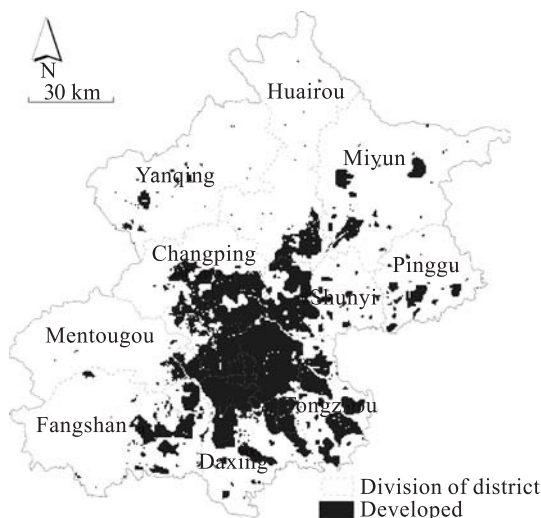 N
30 km
Huairou
Miyun
Yanqing
Changping
Pinggu
Shunyi
Mentougou
Tongzhou
Fangshan
Daxing
Division of district
Developed